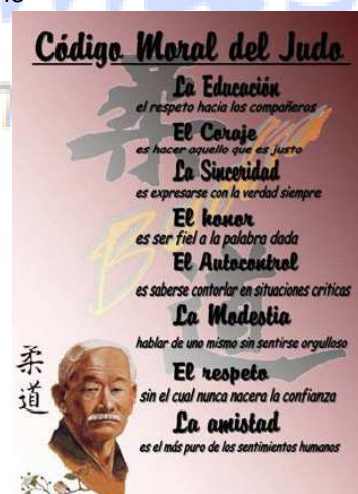 Código Moral del Judo
La Educación
el respeto hacia los compañeros
El Coraje
es hacer aquello que es justo
La Sinceridad
es expresarse con la verdad siempre
El honor
es ser fiel a la palabra dada
El Autocontrol
es saberse contorlar en situaciones criticas
La Modestia
hablar de uno mismo sin sentirse orgulloso
El respeto
sin el cual nunca nacera la confianza
La amistad
es el más puro de los sentimientos humanos
柔道
柔道